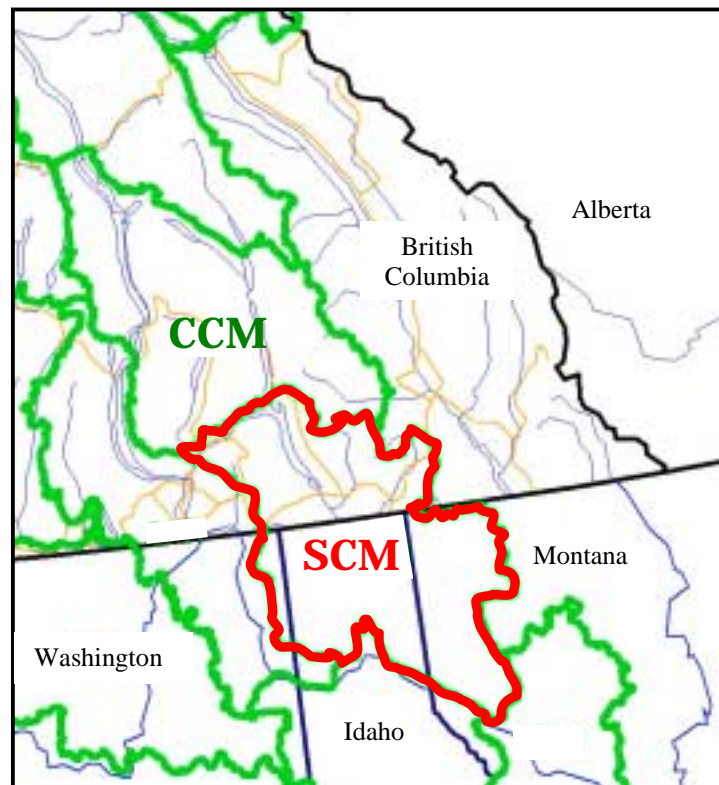 Alberta
British
Columbia
CCM
SCM
Montana
Washington
Idaho